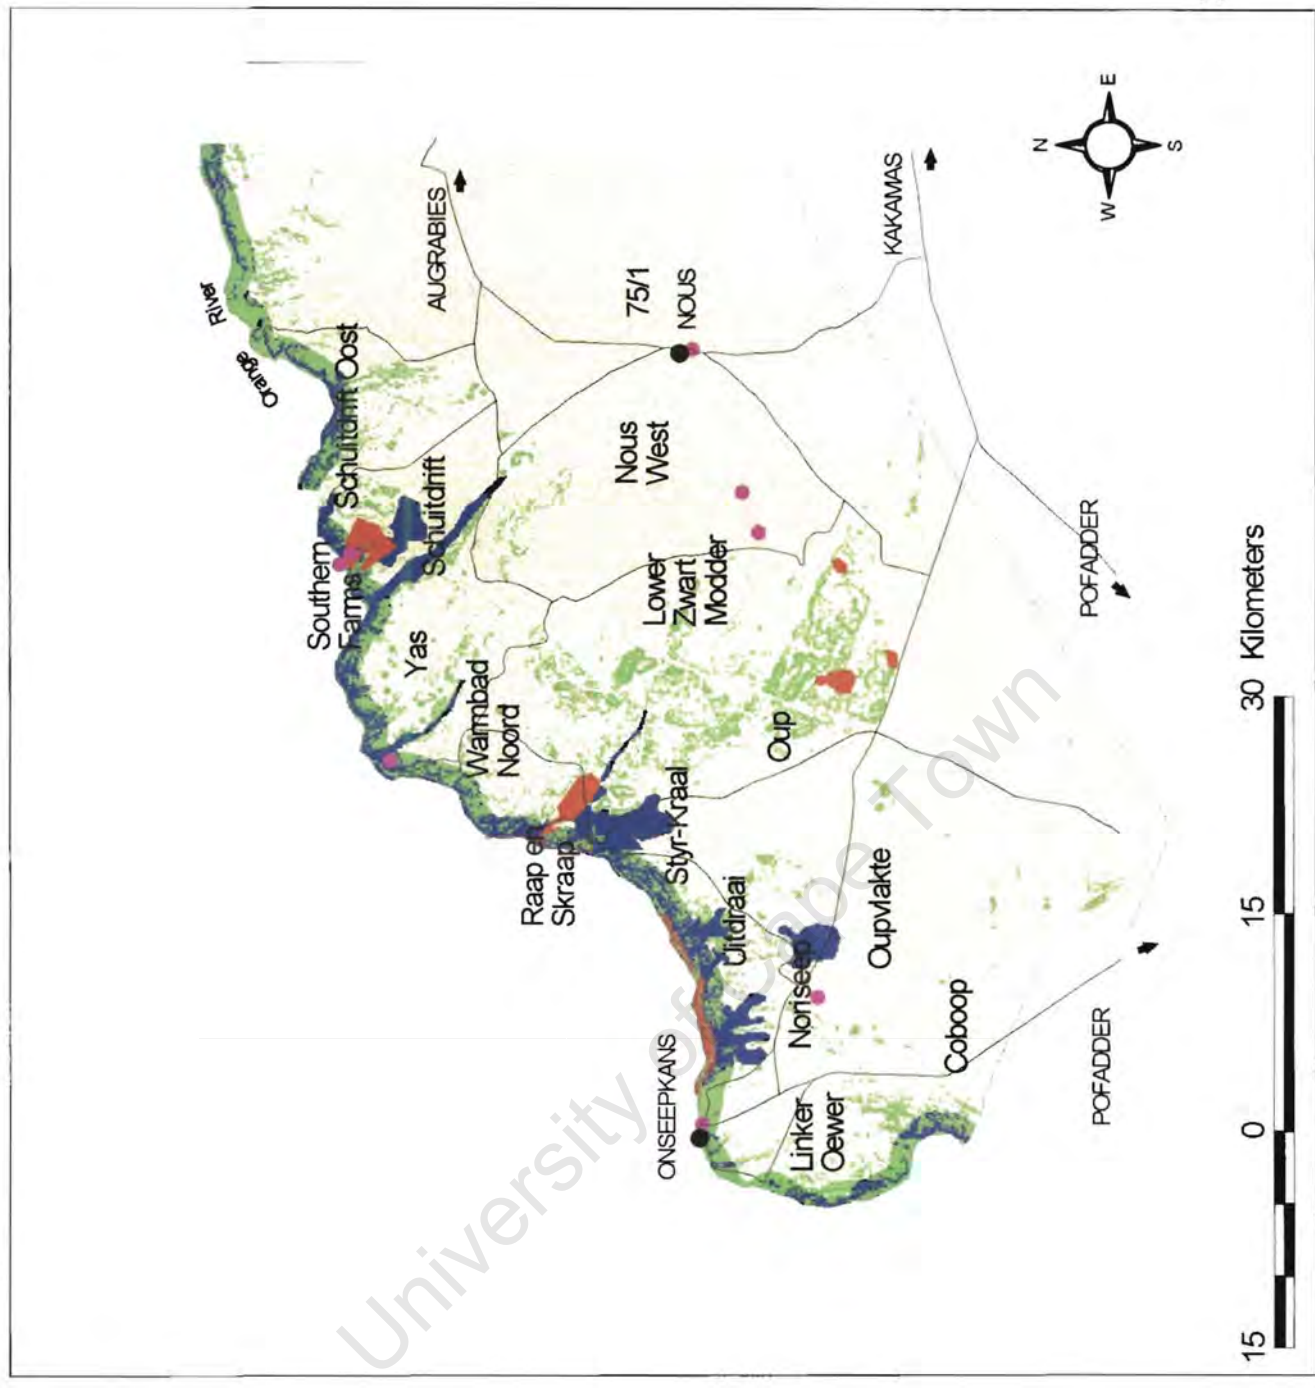 Orange
River
Southern
Farms
Schuitdrift Oost
Schuitdrift
AUGRABIES
Yas
Warmbad
Noord
Raap en
Skraap
Styr-Kraal
Uitdraai
ONSEEPKANS
Noriseep
Linker
Oewer
Coboop
Oupvlakte
Oup
Lower
Zwart
Modder
Nous
West
75/1
NOUS
KAKAMAS
POFADDER
POFADDER
N
W
E
S
15
0
15
30
Kilometers
University of Cape Town